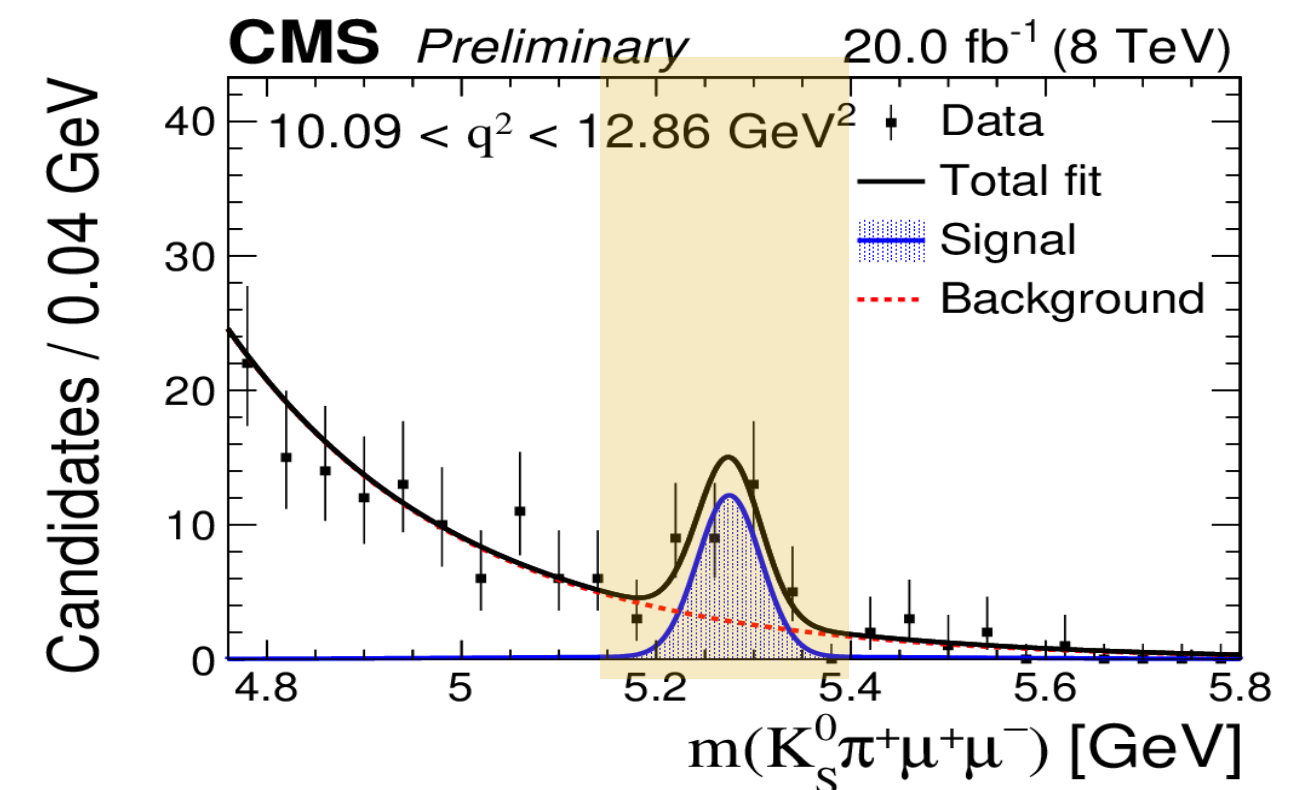 CMS Preliminary 20.0 fb⁻¹ (8 TeV)
10.09 < q² < 12.86 GeV²
Data
Total fit
Signal
Background
Candidates / 0.04 GeV
40
30
20
10
0
4.8 5 5.2 5.4 5.6 5.8
m(K⁰_S π⁺μ⁺μ⁻) [GeV]